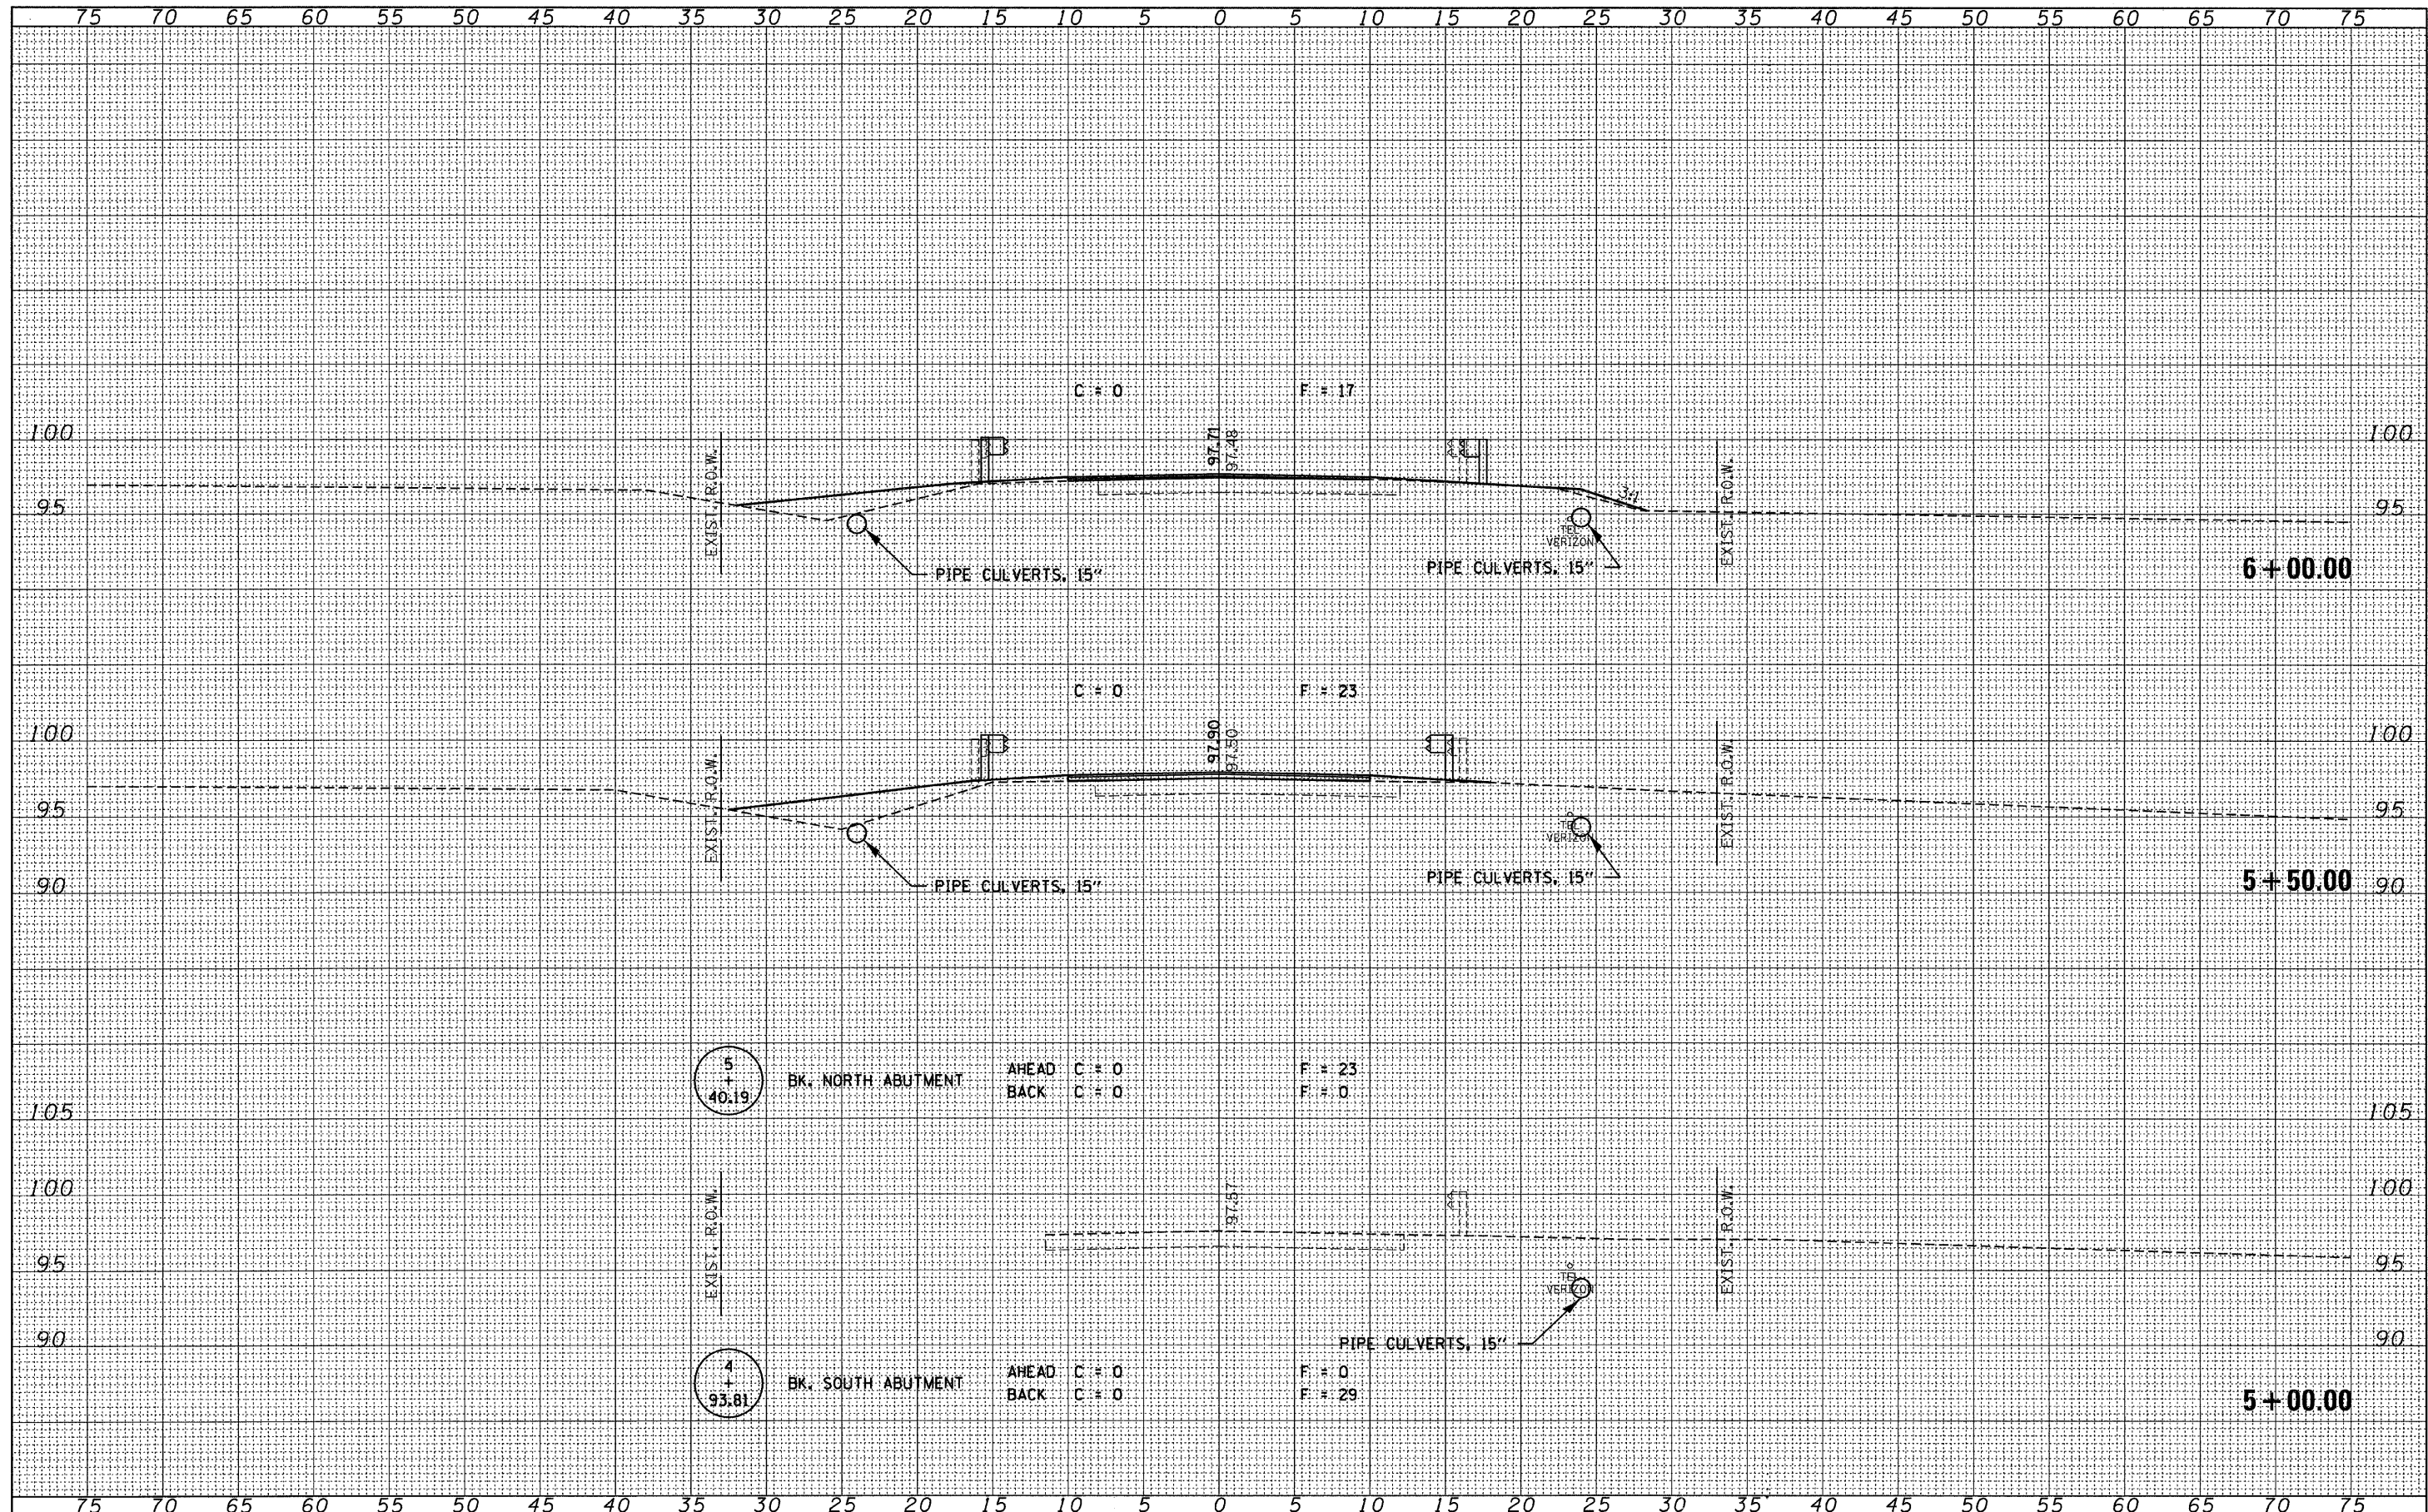 75 70 65 60 55 50 45 40 35 30 25 20 15 10 5 0 5 10 15 20 25 30 35 40 45 50 55 60 65 70 75
C = 0 F = 17
100 97.71 97.48 100
EXIST. R.O.W. EXIST. R.O.W.
95 3:1 95
TEL
VERIZON
PIPE CULVERTS, 15" PIPE CULVERTS, 15" 6+00.00
C = 0 F = 23
100 97.90 97.50 100
EXIST. R.O.W. EXIST. R.O.W.
95 95
TEL
VERIZON
PIPE CULVERTS, 15" PIPE CULVERTS, 15"
90 5+50.00 90
5
+
40.19
BK. NORTH ABUTMENT
AHEAD C = 0 F = 23
BACK C = 0 F = 0
105 105
100 97.57 100
EXIST. R.O.W. EXIST. R.O.W.
95 95
TEL
VERIZON
90 PIPE CULVERTS, 15" 90
4
+
93.81
BK. SOUTH ABUTMENT
AHEAD C = 0 F = 0
BACK C = 0 F = 29
5+00.00
75 70 65 60 55 50 45 40 35 30 25 20 15 10 5 0 5 10 15 20 25 30 35 40 45 50 55 60 65 70 75